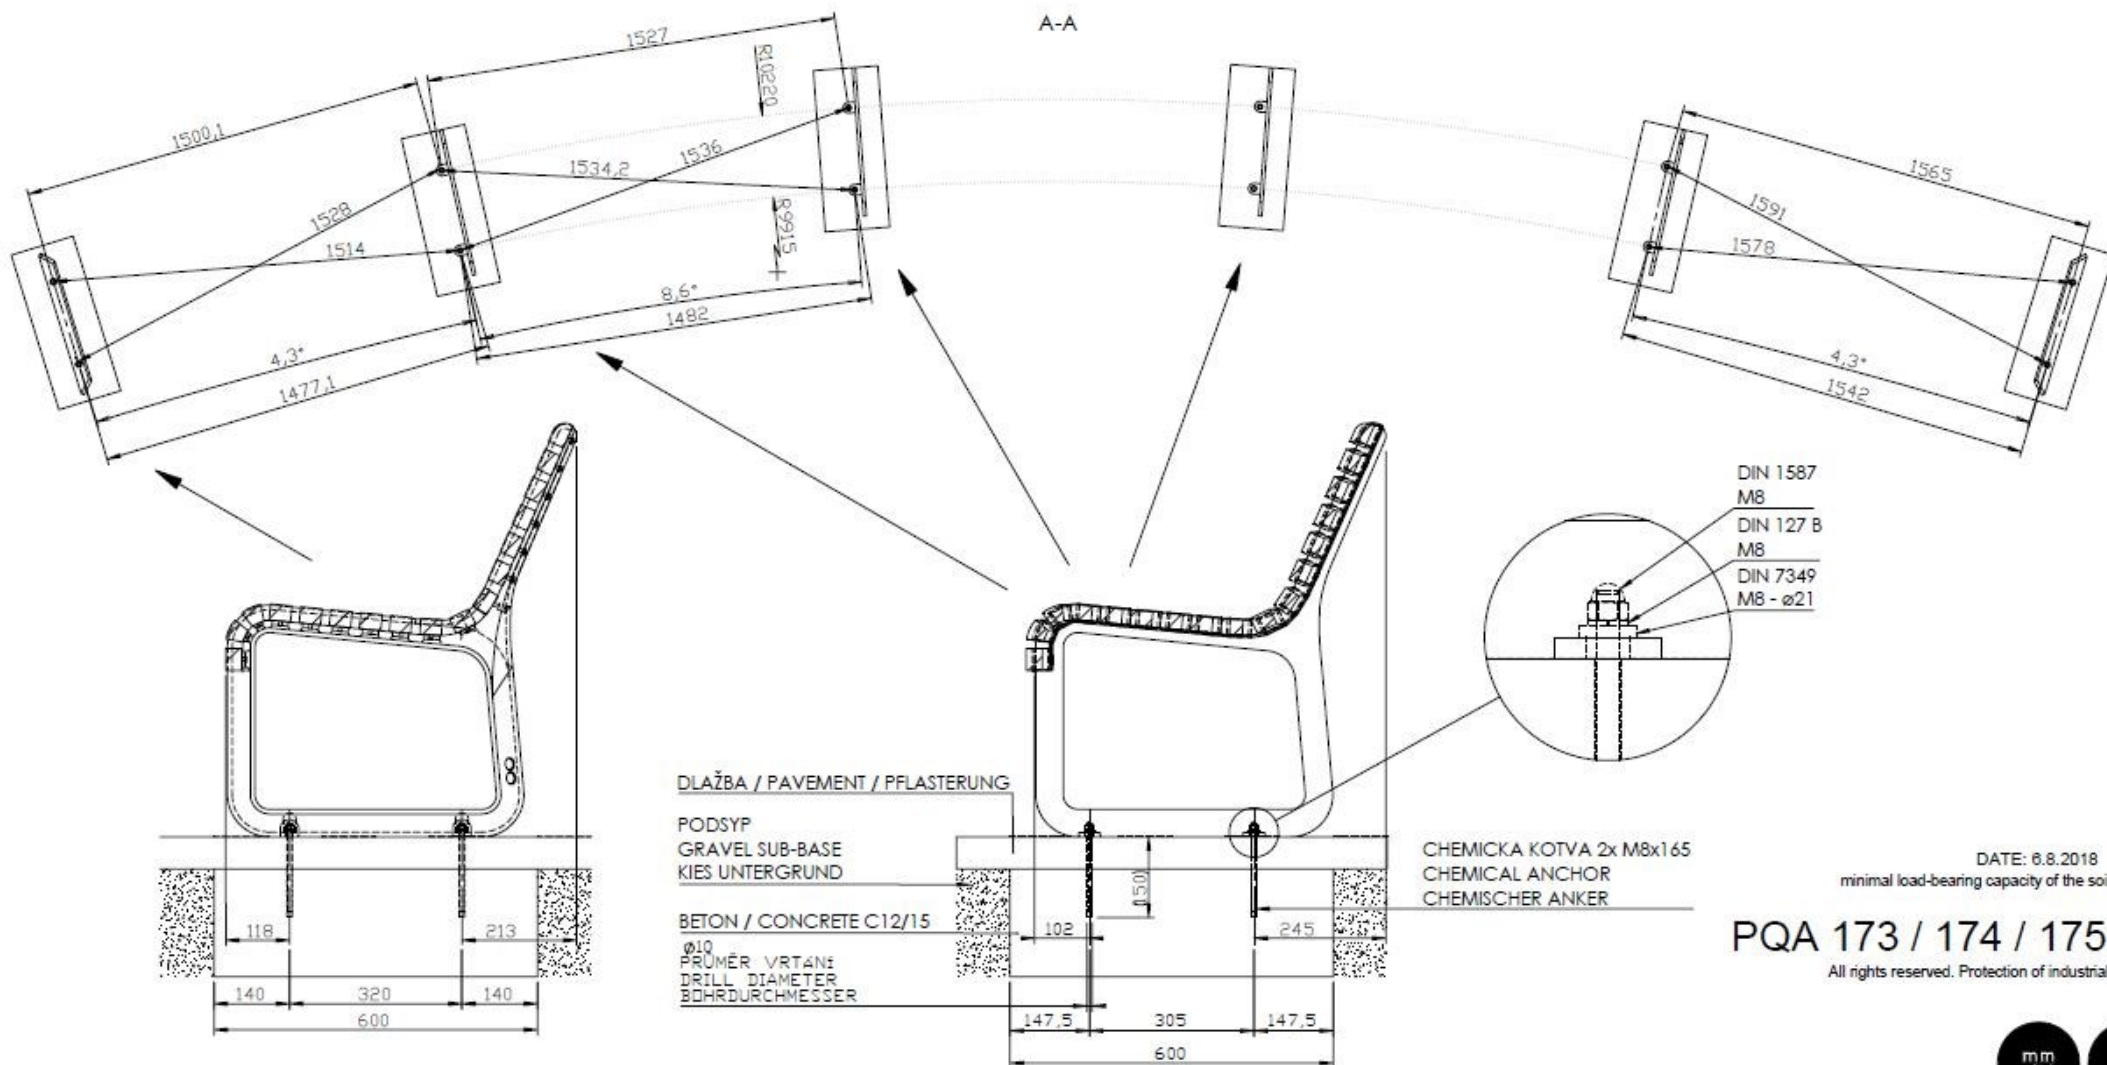 A-A
1527
R10220
1500,1
1565
1536
1534,2
1528
1591
1514
1578
R9915
8,6°
1482
4,3°
1477,1
4,3°
1542
DIN 1587
M8
DIN 127 B
M8
DIN 7349
M8 - ø21
DLAŽBA / PAVEMENT / PFLASTERUNG
PODSYP
GRAVEL SUB-BASE
KIES UNTERGRUND
BETON / CONCRETE C12/15
ø10
PRŮMĚR VRTÁNÍ
DRILL DIAMETER
BOHRDURCHMESSER
CHEMICKA KOTVA 2x M8x165
CHEMICAL ANCHOR
CHEMISCHER ANKER
DATE: 6.8.2018
minimal load-bearing capacity of the soi
PQA 173 / 174 / 175
All rights reserved. Protection of industrial
118
213
140
320
140
600
(150)
102
245
147,5
305
147,5
600
mm